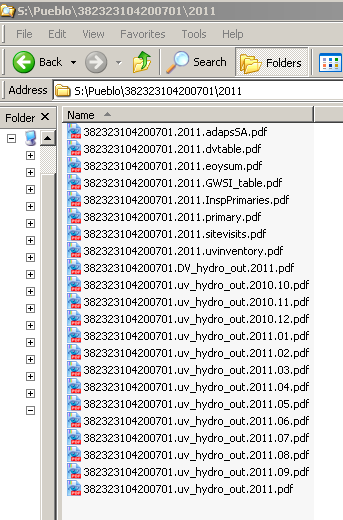 S:\Pueblo\382323104200701\2011
File Edit View Favorites Tools Help
Back Search Folders
Address S:\Pueblo\382323104200701\2011
Folder Name
382323104200701.2011.adapsSA.pdf
382323104200701.2011.dvtable.pdf
382323104200701.2011.eoysum.pdf
382323104200701.2011.GWSI_table.pdf
382323104200701.2011.InspPrimaries.pdf
382323104200701.2011.primary.pdf
382323104200701.2011.sitevisits.pdf
382323104200701.2011.uvinventory.pdf
382323104200701.DV_hydro_out.2011.pdf
382323104200701.uv_hydro_out.2010.10.pdf
382323104200701.uv_hydro_out.2010.11.pdf
382323104200701.uv_hydro_out.2010.12.pdf
382323104200701.uv_hydro_out.2011.01.pdf
382323104200701.uv_hydro_out.2011.02.pdf
382323104200701.uv_hydro_out.2011.03.pdf
382323104200701.uv_hydro_out.2011.04.pdf
382323104200701.uv_hydro_out.2011.05.pdf
382323104200701.uv_hydro_out.2011.06.pdf
382323104200701.uv_hydro_out.2011.07.pdf
382323104200701.uv_hydro_out.2011.08.pdf
382323104200701.uv_hydro_out.2011.09.pdf
382323104200701.uv_hydro_out.2011.pdf